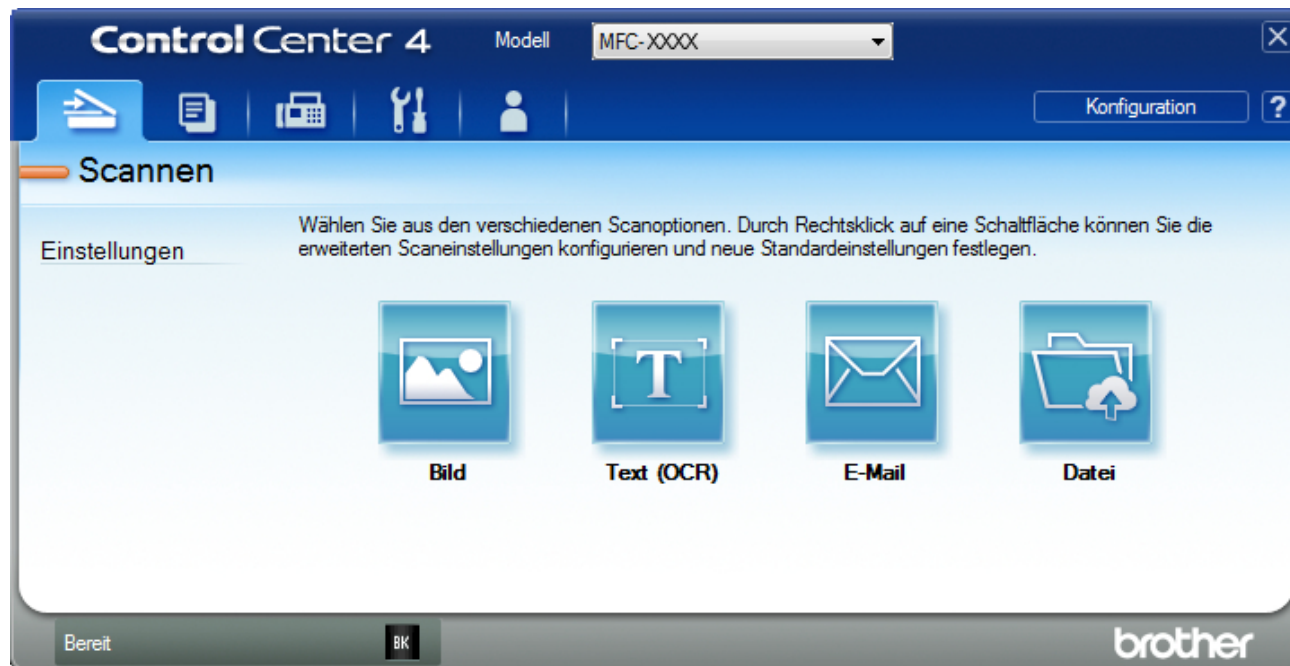 Control Center 4
Modell
MFC-XXXX
Konfiguration
?
Scannen
Einstellungen
Wählen Sie aus den verschiedenen Scanoptionen. Durch Rechtsklick auf eine Schaltfläche können Sie die
erweiterten Scaneinstellungen konfigurieren und neue Standardeinstellungen festlegen.
T
Bild
Text (OCR)
E-Mail
Datei
Bereit
BK
brother